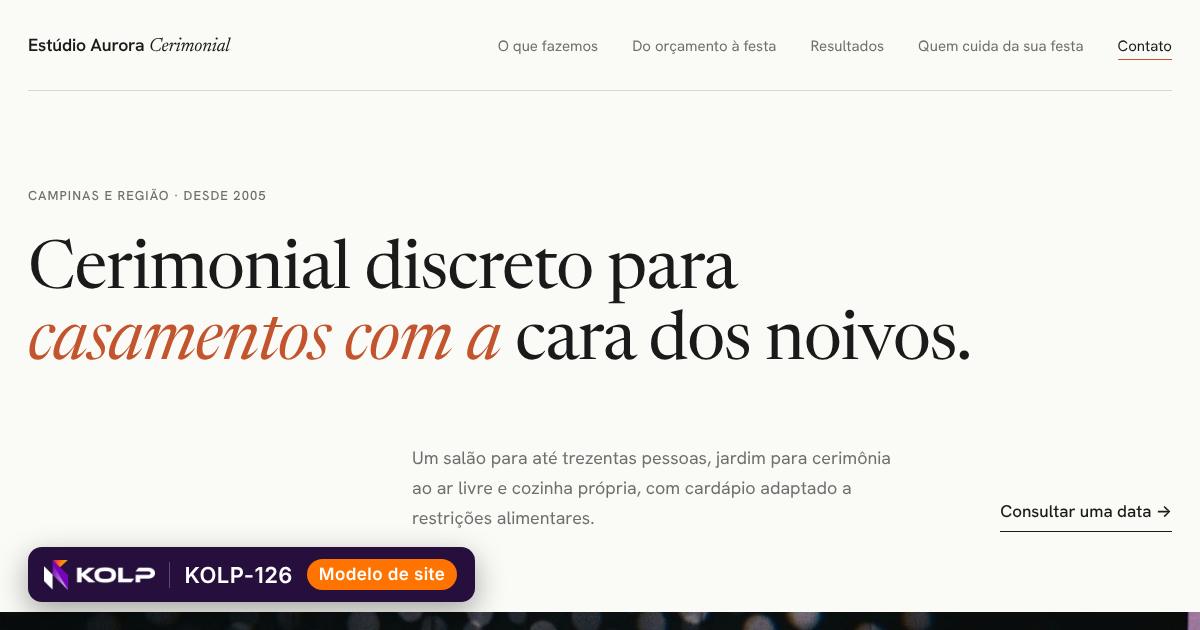 Estúdio Aurora Cerimonial
O que fazemos
Do orçamento à festa
Resultados
Quem cuida da sua festa
Contato
CAMPINAS E REGIÃO · DESDE 2005
Cerimonial discreto para
casamentos com a cara dos noivos.
Um salão para até trezentas pessoas, jardim para cerimônia
ao ar livre e cozinha própria, com cardápio adaptado a
restrições alimentares.
Consultar uma data →
KOLP
KOLP-126
Modelo de site